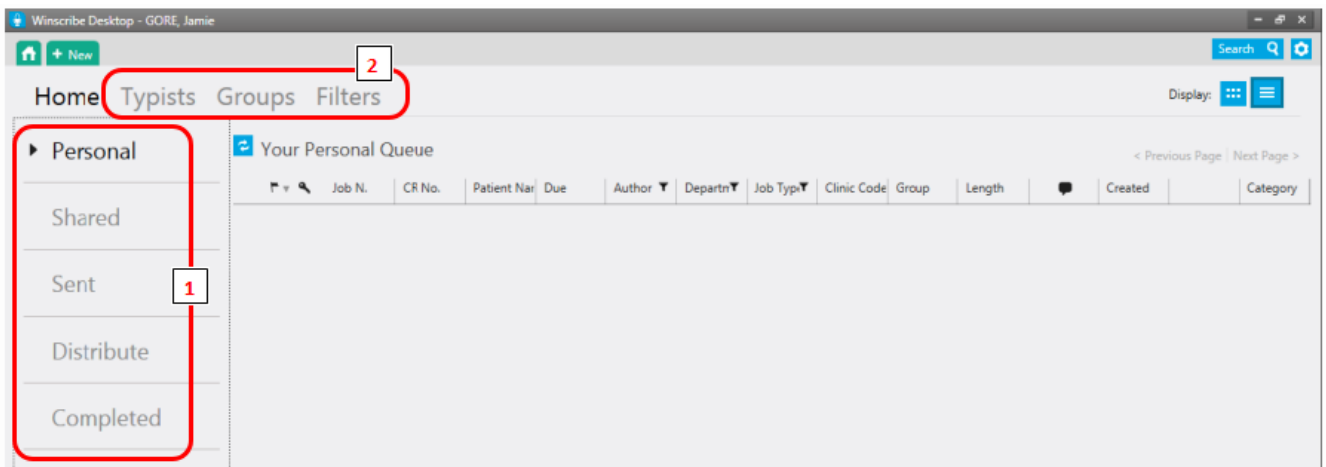 Winscribe Desktop - GORE, Jamie
+ New
Search
2
Home Typists Groups Filters
Display:
Personal
Your Personal Queue
< Previous Page | Next Page >
Job N. CR No. Patient Nar Due Author Departn Job Typ Clinic Code Group Length Created Category
Shared
Sent
1
Distribute
Completed